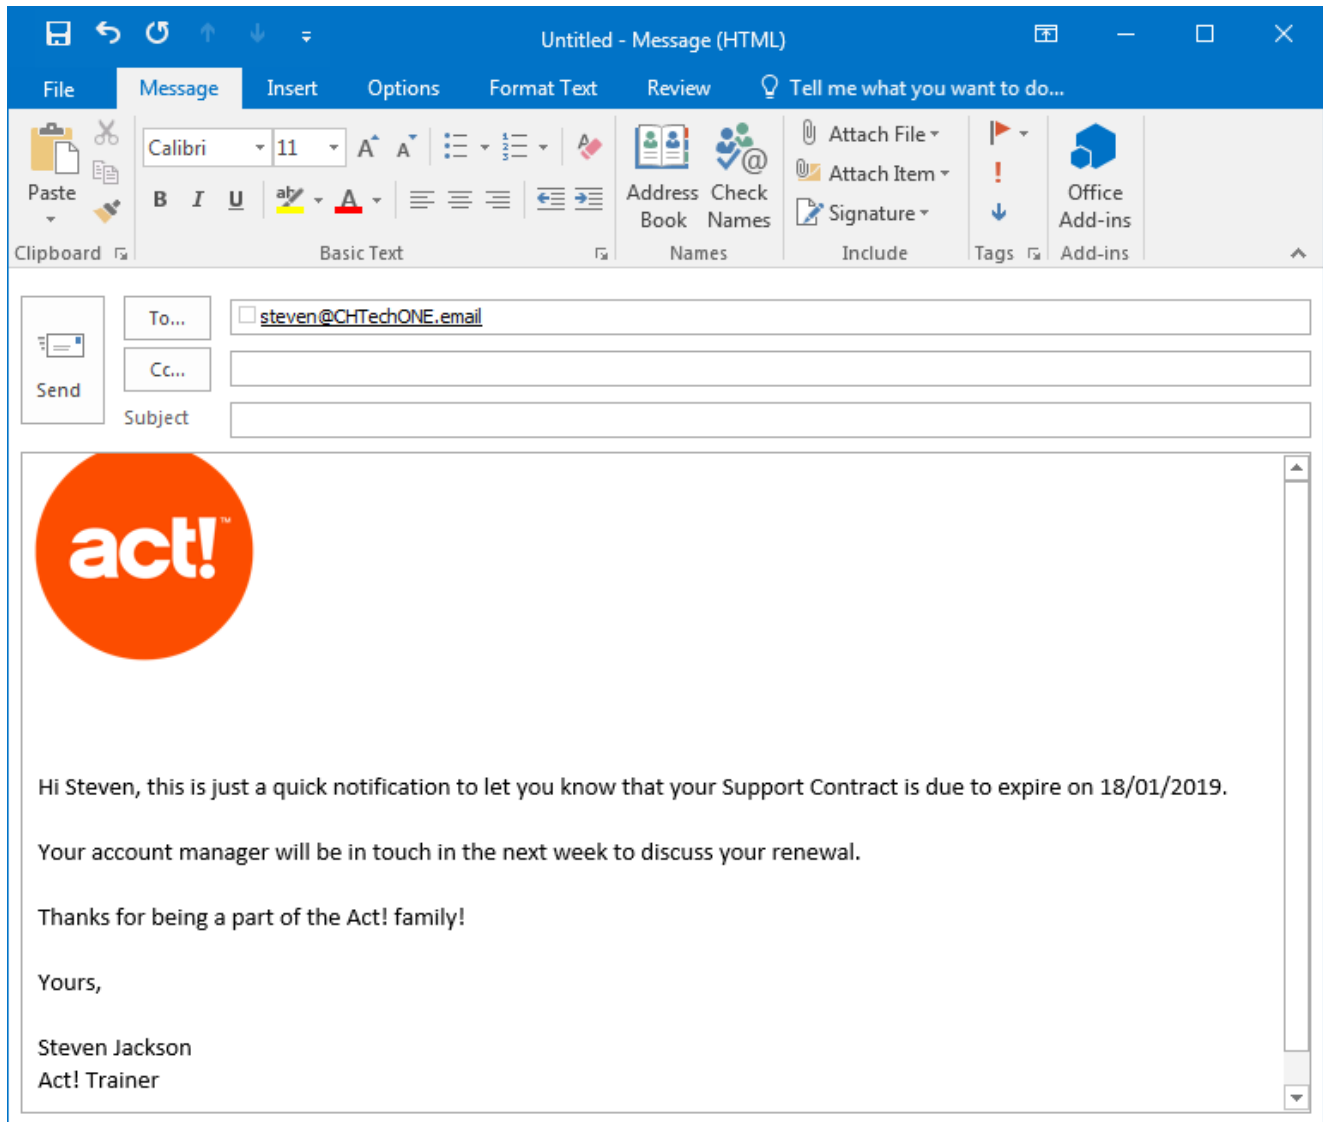 Untitled - Message (HTML)
File Message Insert Options Format Text Review Tell me what you want to do...
Calibri 11
Paste
B I U aby A
Address Book
Check Names
Attach File
Attach Item
Signature
Office Add-ins
Clipboard Basic Text Names Include Tags Add-ins
To... steven@CHTechONE.email
Cc...
Send
Subject
act!™
Hi Steven, this is just a quick notification to let you know that your Support Contract is due to expire on 18/01/2019.
Your account manager will be in touch in the next week to discuss your renewal.
Thanks for being a part of the Act! family!
Yours,
Steven Jackson
Act! Trainer